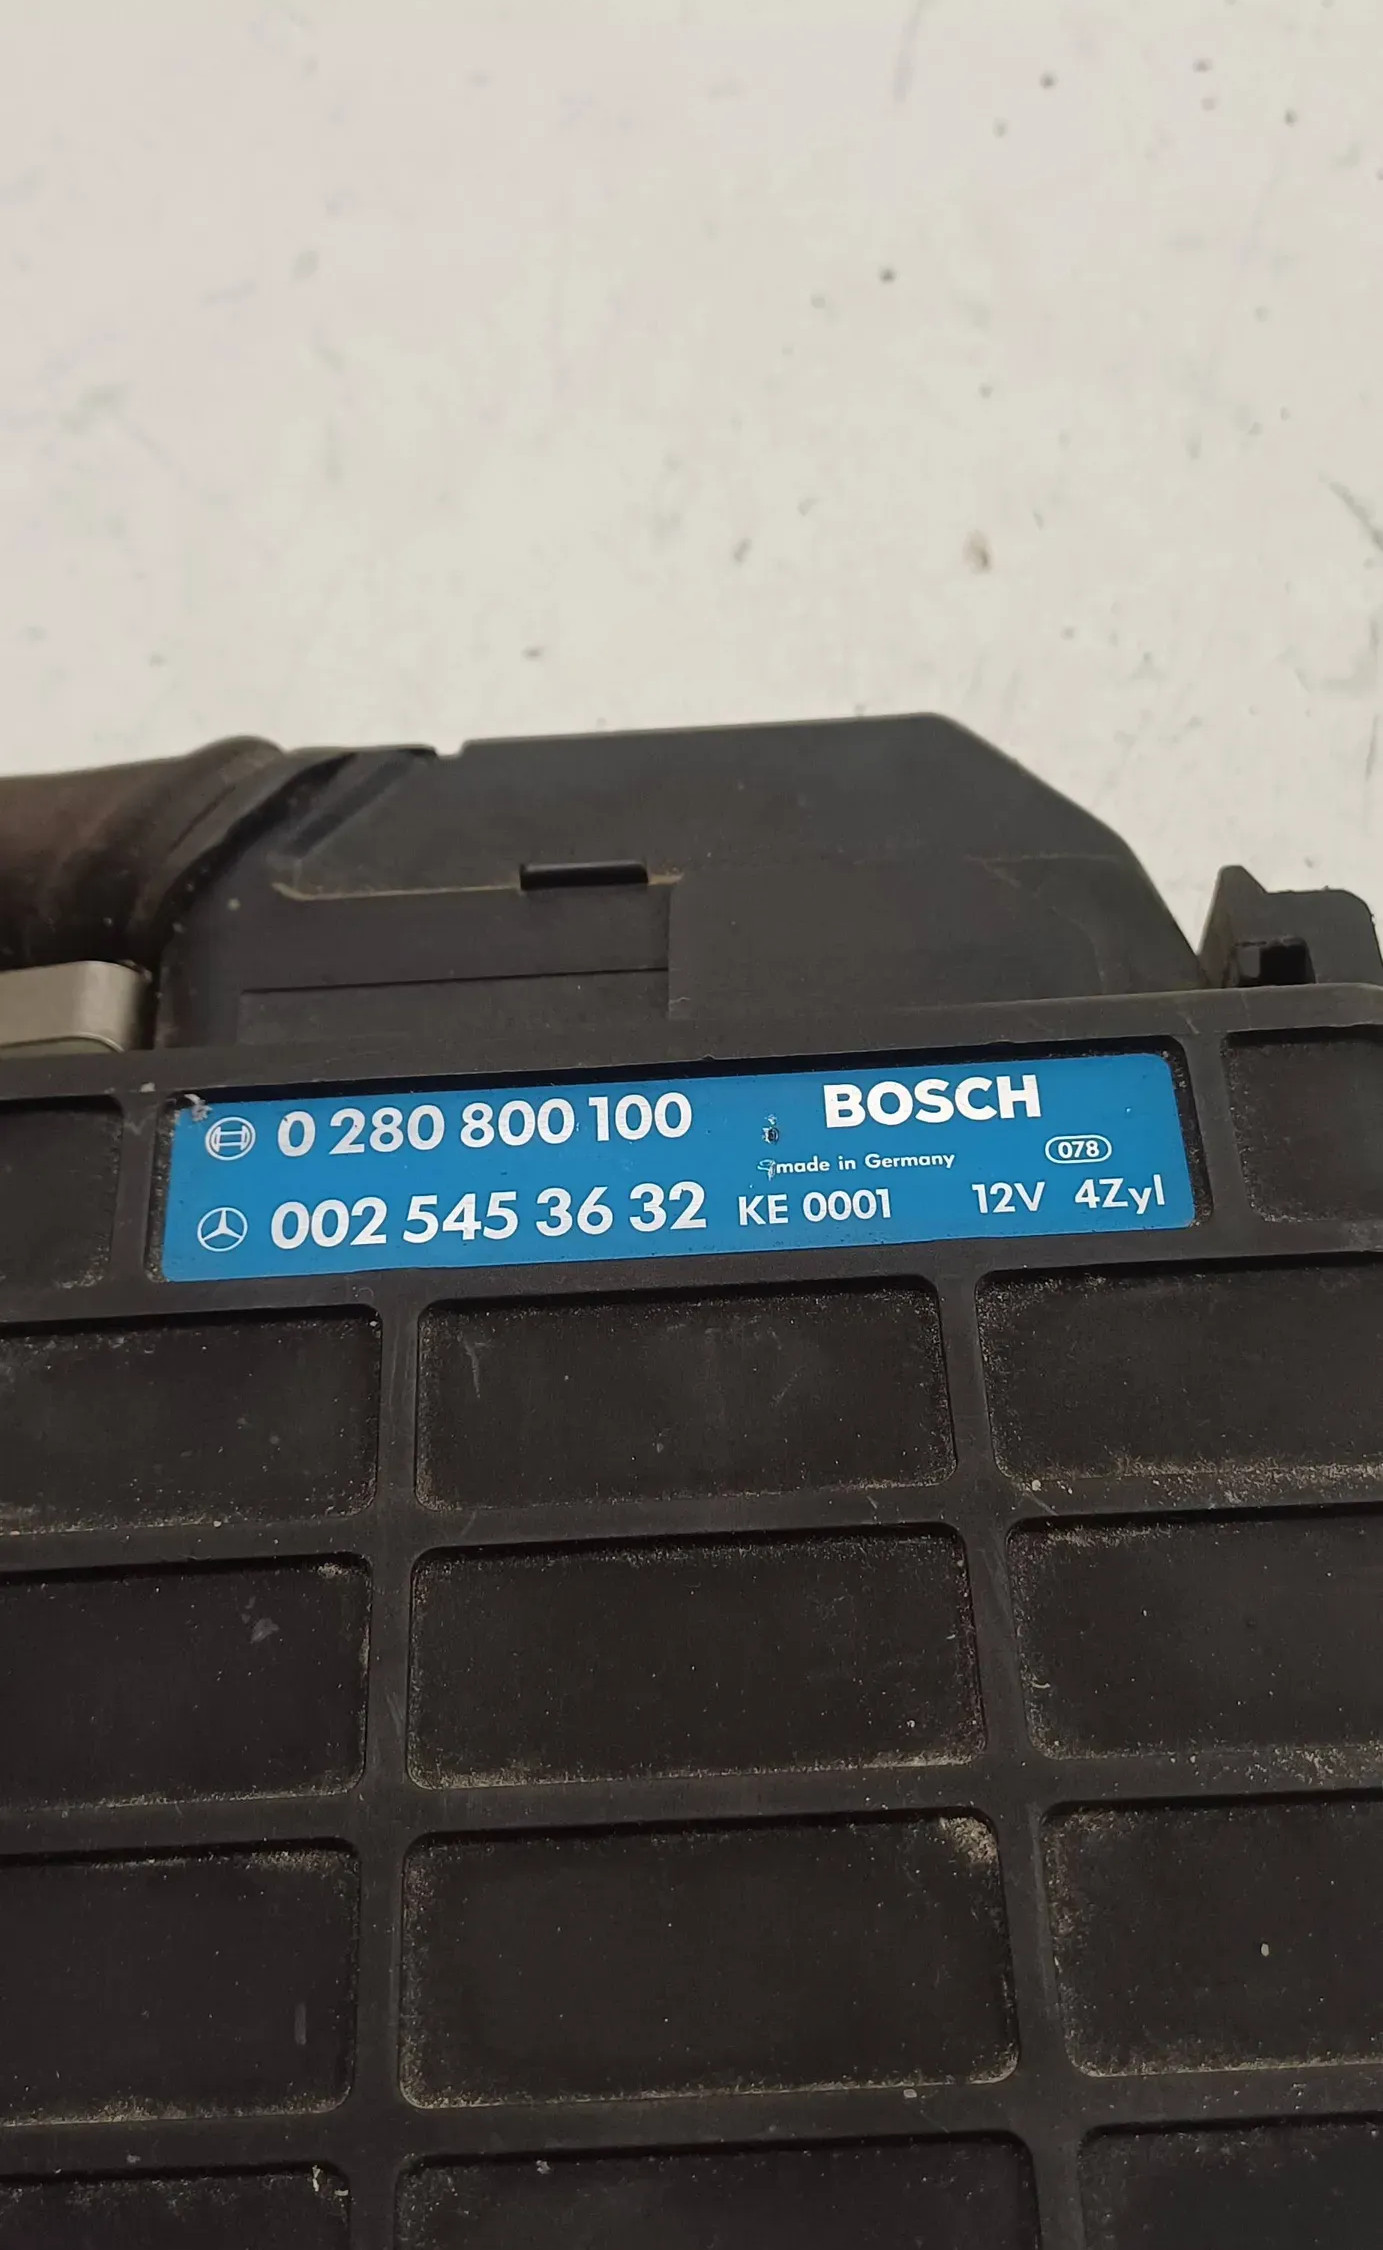 0 280 800 100 BOSCH
made in Germany 078
002 545 36 32 KE 0001 12V 4Zyl